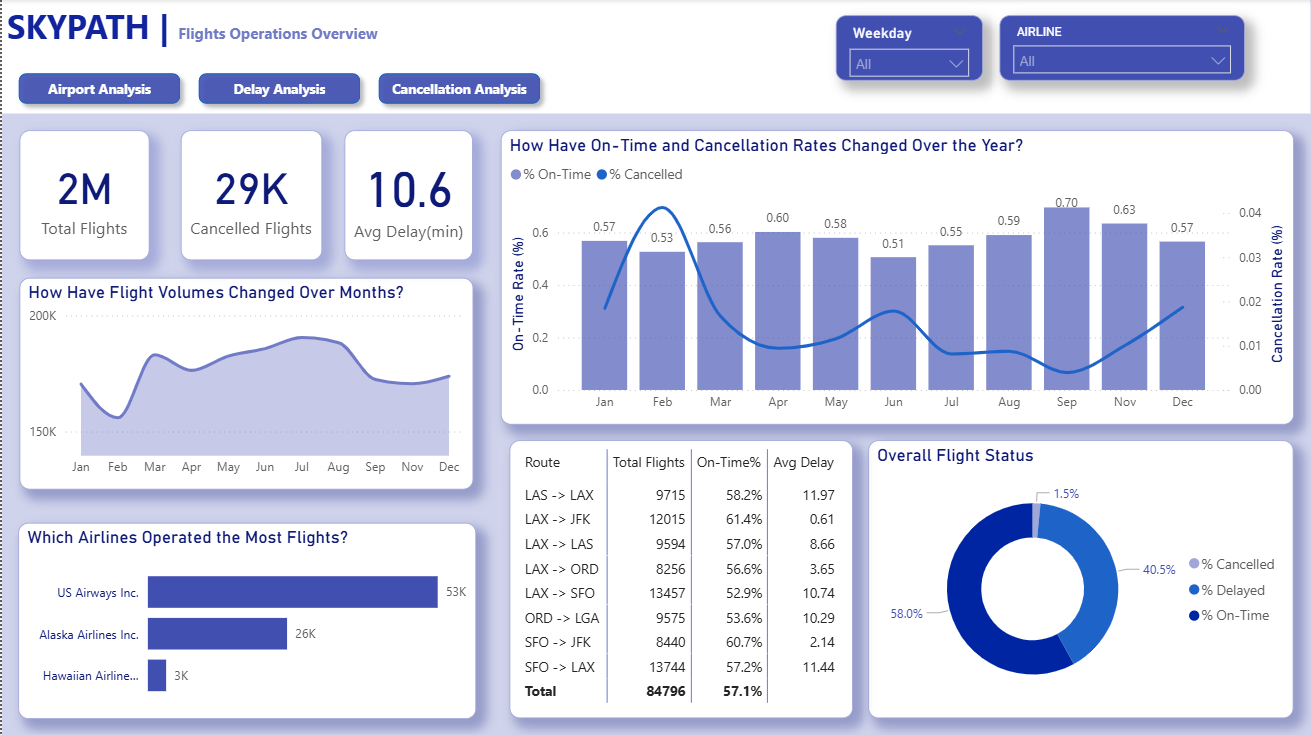 SKYPATH | Flights Operations Overview
Weekday
All
AIRLINE
All
Airport Analysis
Delay Analysis
Cancellation Analysis
2M
Total Flights
29K
Cancelled Flights
10.6
Avg Delay(min)
How Have Flight Volumes Changed Over Months?
200K
150K
Jan Feb Mar Apr May Jun Jul Aug Sep Oct Nov Dec
Which Airlines Operated the Most Flights?
US Airways Inc. 53K
Alaska Airlines Inc. 26K
Hawaiian Airline... 3K
How Have On-Time and Cancellation Rates Changed Over the Year?
% On-Time % Cancelled
On-Time Rate (%)
0.6
0.4
0.2
0.0
0.57 0.53 0.56 0.60 0.58 0.51 0.55 0.59 0.70 0.63 0.57
Jan Feb Mar Apr May Jun Jul Aug Sep Nov Dec
0.04
0.03
0.02
0.01
0.00
Cancellation Rate (%)
Route Total Flights On-Time% Avg Delay
LAS -> LAX 9715 58.2% 11.97
LAX -> JFK 12015 61.4% 0.61
LAX -> LAS 9594 57.0% 8.66
LAX -> ORD 8256 56.6% 3.65
LAX -> SFO 13457 52.9% 10.74
ORD -> LGA 9575 53.6% 10.29
SFO -> JFK 8440 60.7% 2.14
SFO -> LAX 13744 57.2% 11.44
Total 84796 57.1%
Overall Flight Status
1.5%
40.5%
58.0%
% Cancelled
% Delayed
% On-Time